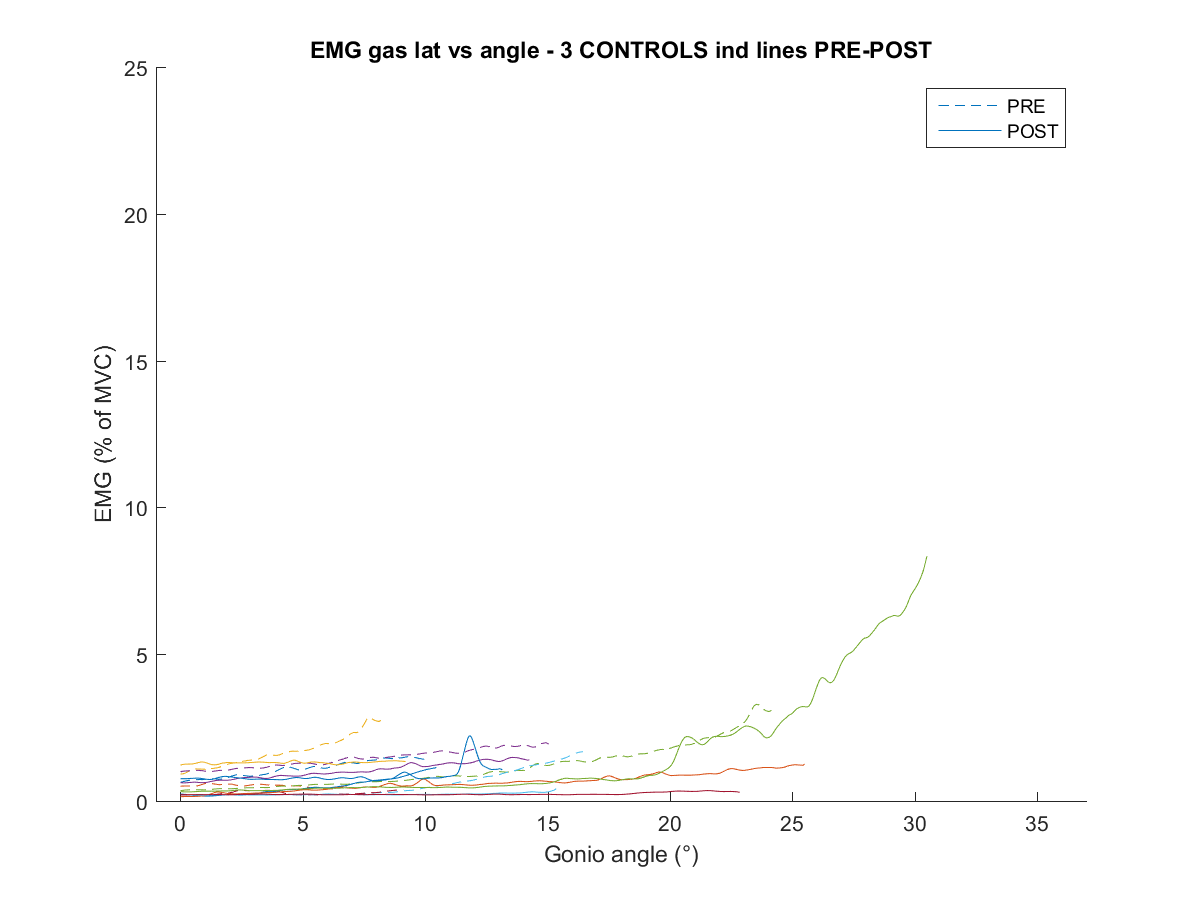 EMG gas lat vs angle - 3 CONTROLS ind lines PRE-POST
PRE
POST
25
20
15
10
5
0
EMG (% of MVC)
0 5 10 15 20 25 30 35
Gonio angle (°)